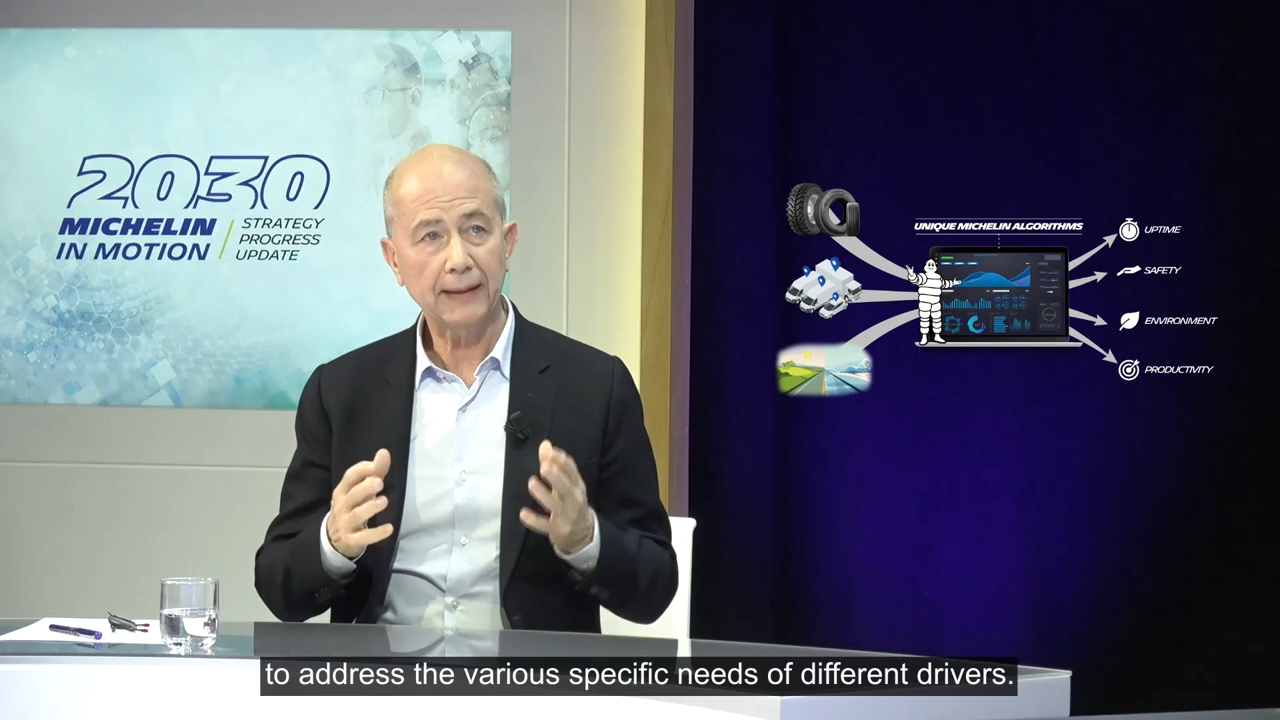 2030
MICHELIN
IN MOTION
STRATEGY
PROGRESS
UPDATE
UNIQUE MICHELIN ALGORITHMS
UPTIME
SAFETY
ENVIRONMENT
PRODUCTIVITY
to address the various specific needs of different drivers.